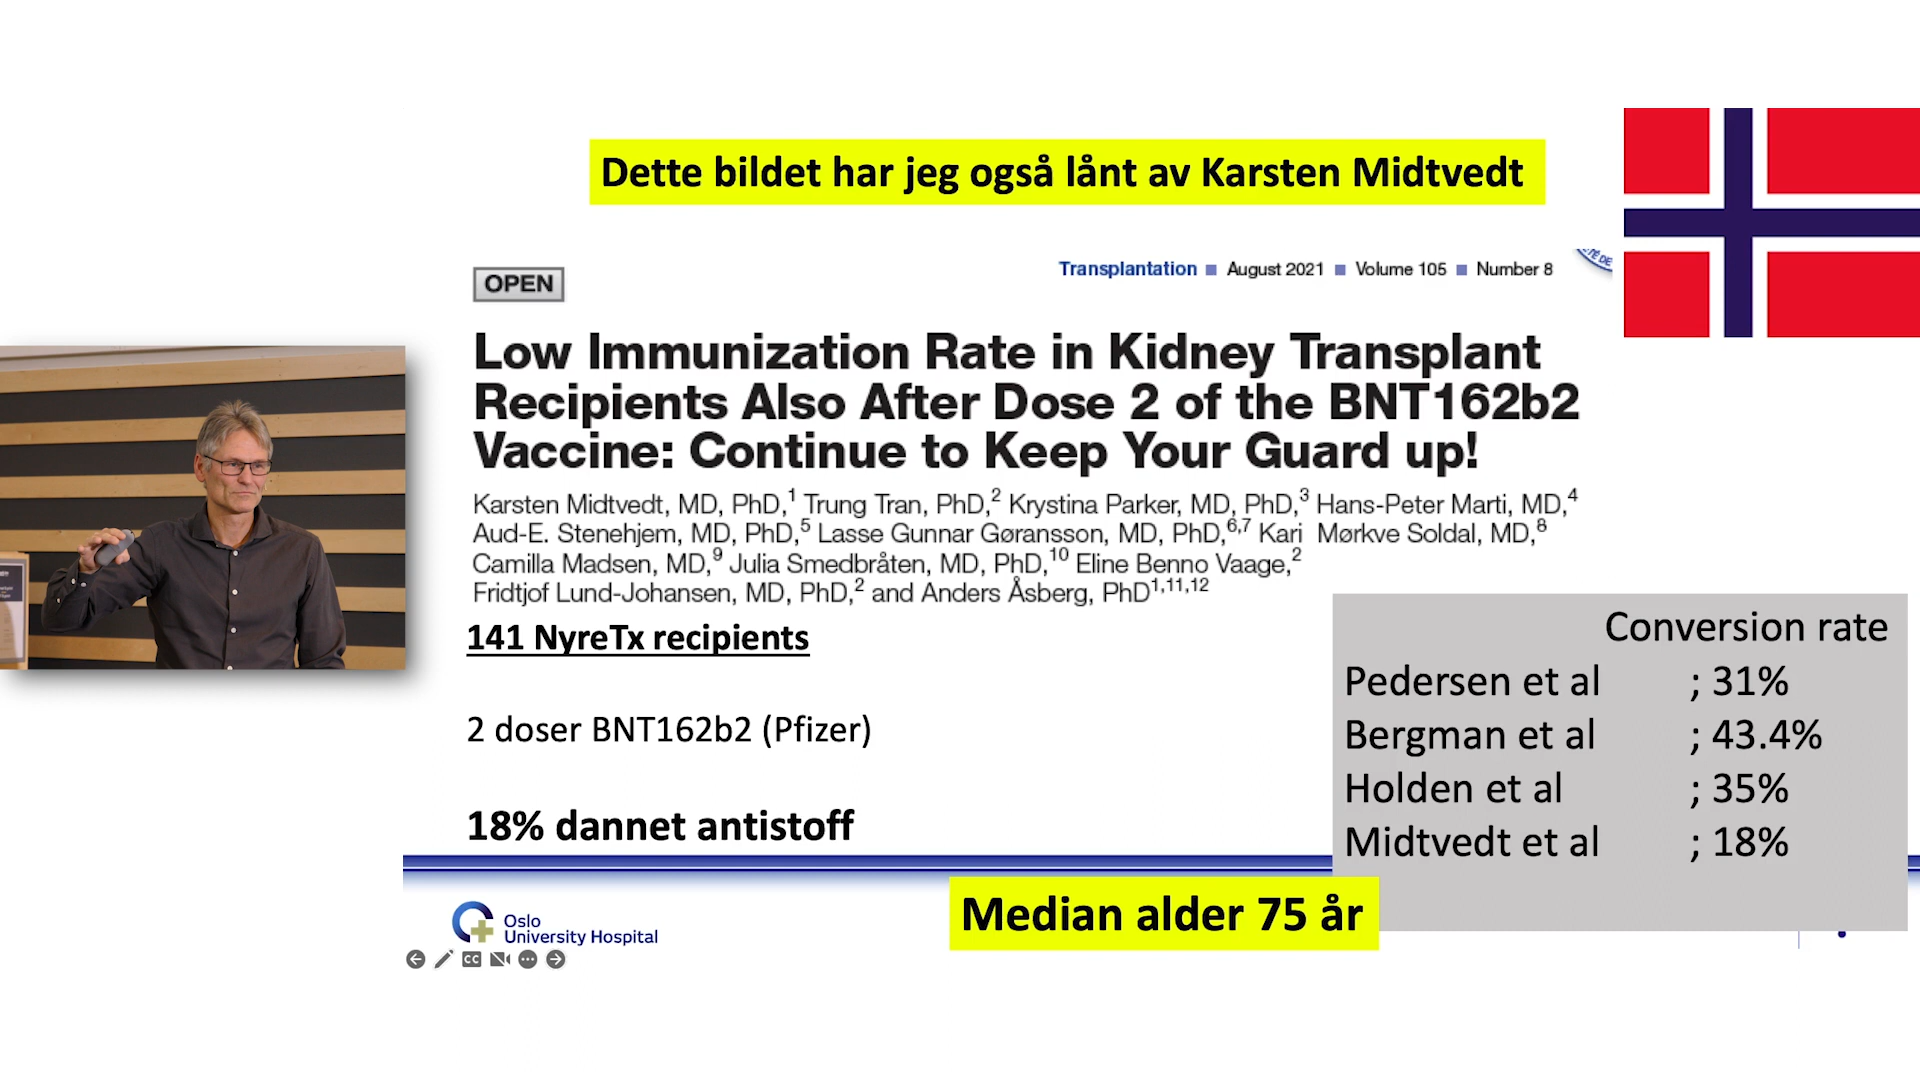 Dette bildet har jeg også lånt av Karsten Midtvedt
OPEN
Transplantation ■ August 2021 ■ Volume 105 ■ Number 8
Low Immunization Rate in Kidney Transplant
Recipients Also After Dose 2 of the BNT162b2
Vaccine: Continue to Keep Your Guard up!
Karsten Midtvedt, MD, PhD,1 Trung Tran, PhD,2 Krystina Parker, MD, PhD,3 Hans-Peter Marti, MD,4
Aud-E. Stenehjem, MD, PhD,5 Lasse Gunnar Gøransson, MD, PhD,6,7 Kari Mørkve Soldal, MD,8
Camilla Madsen, MD,9 Julia Smedbråten, MD, PhD,10 Eline Benno Vaage,2
Fridtjof Lund-Johansen, MD, PhD,2 and Anders Åsberg, PhD1,11,12
141 NyreTx recipients
2 doser BNT162b2 (Pfizer)
18% dannet antistoff
Conversion rate
Pedersen et al ; 31%
Bergman et al ; 43.4%
Holden et al ; 35%
Midtvedt et al ; 18%
Median alder 75 år
Oslo
University Hospital
CC